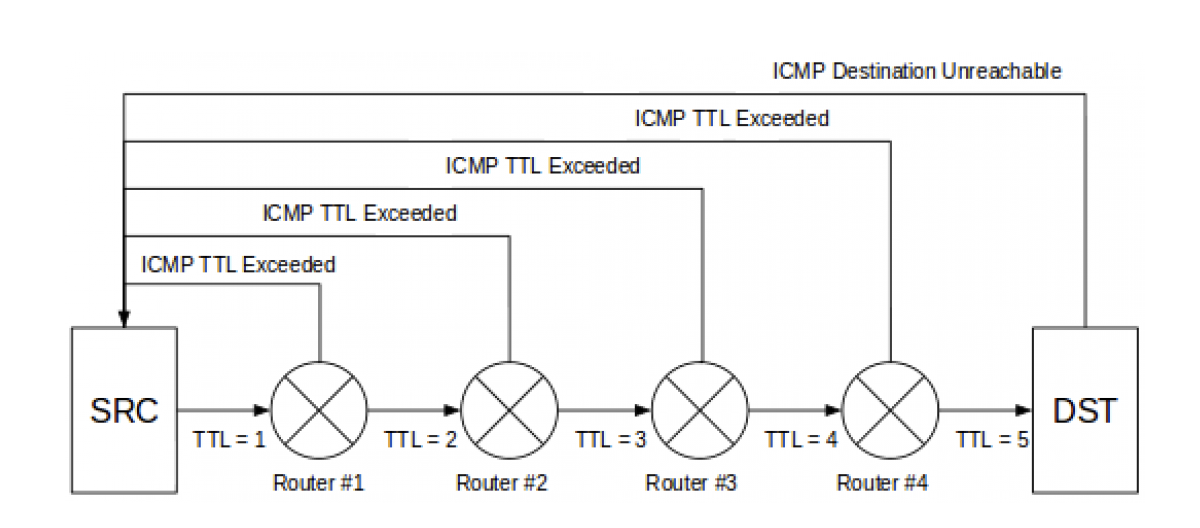 ICMP Destination Unreachable
ICMP TTL Exceeded
ICMP TTL Exceeded
ICMP TTL Exceeded
ICMP TTL Exceeded
SRC
DST
TTL = 1
TTL = 2
TTL = 3
TTL = 4
TTL = 5
Router #1
Router #2
Router #3
Router #4